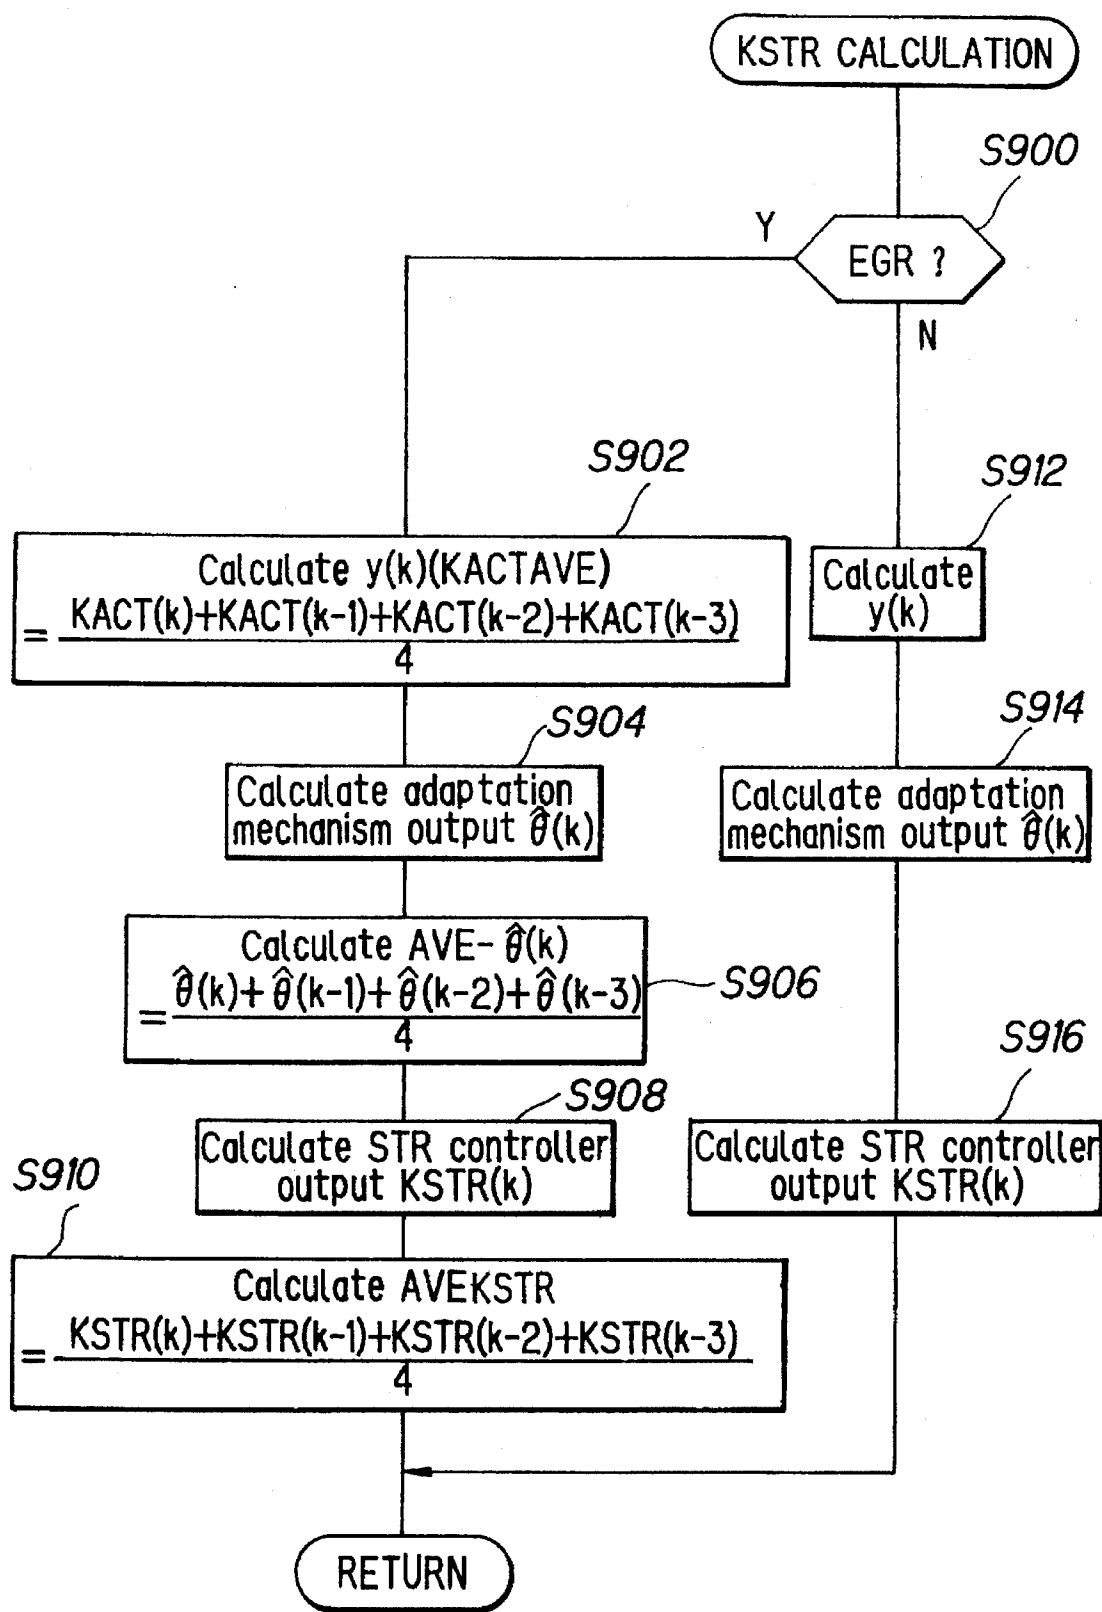 KSTR CALCULATION
S900
Y
EGR ?
N
S902
Calculate y(k)(KACTAVE)
= KACT(k)+KACT(k-1)+KACT(k-2)+KACT(k-3)
4
S912
Calculate
y(k)
S904
Calculate adaptation
mechanism output θ̂(k)
S914
Calculate adaptation
mechanism output θ̂(k)
Calculate AVE- θ̂(k)
= θ̂(k)+θ̂(k-1)+θ̂(k-2)+θ̂(k-3)
4
S906
S908
Calculate STR controller
output KSTR(k)
S916
Calculate STR controller
output KSTR(k)
S910
Calculate AVEKSTR
= KSTR(k)+KSTR(k-1)+KSTR(k-2)+KSTR(k-3)
4
RETURN